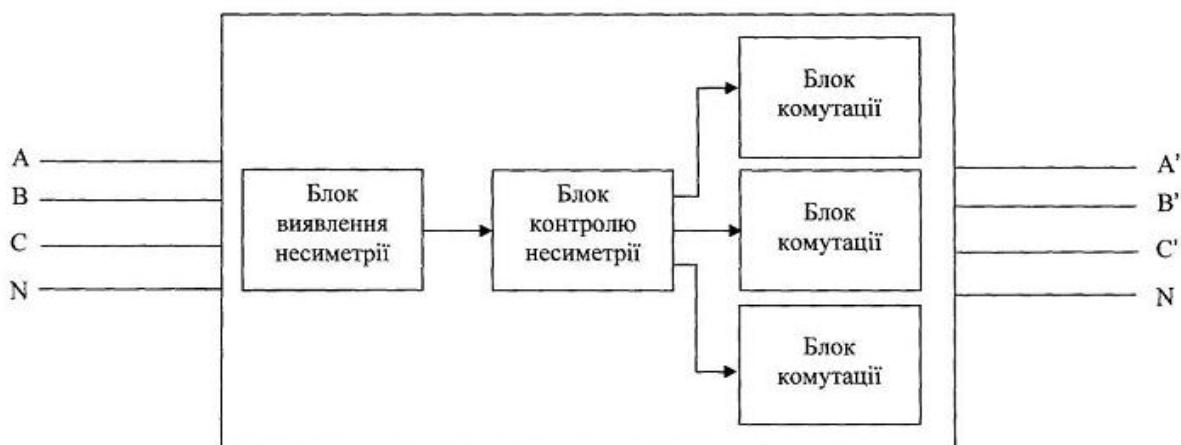 Блок
комутації
A
B
C
N
Блок
виявлення
несиметрії
Блок
контролю
несиметрії
Блок
комутації
A'
B'
C'
N
Блок
комутації